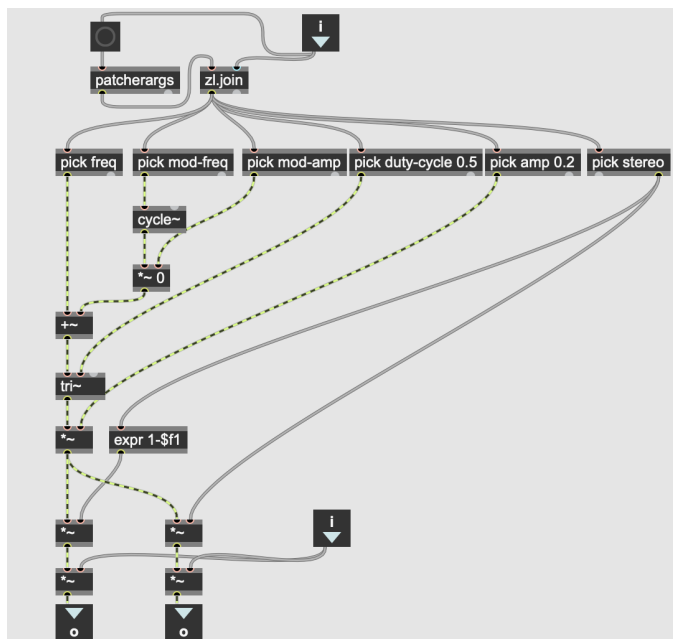 i
patcherargs
zl.join
pick freq
pick mod-freq
pick mod-amp
pick duty-cycle 0.5
pick amp 0.2
pick stereo
cycle~
*~ 0
+~
tri~
*~
expr 1-$f1
*~
*~
i
*~
*~
o
o